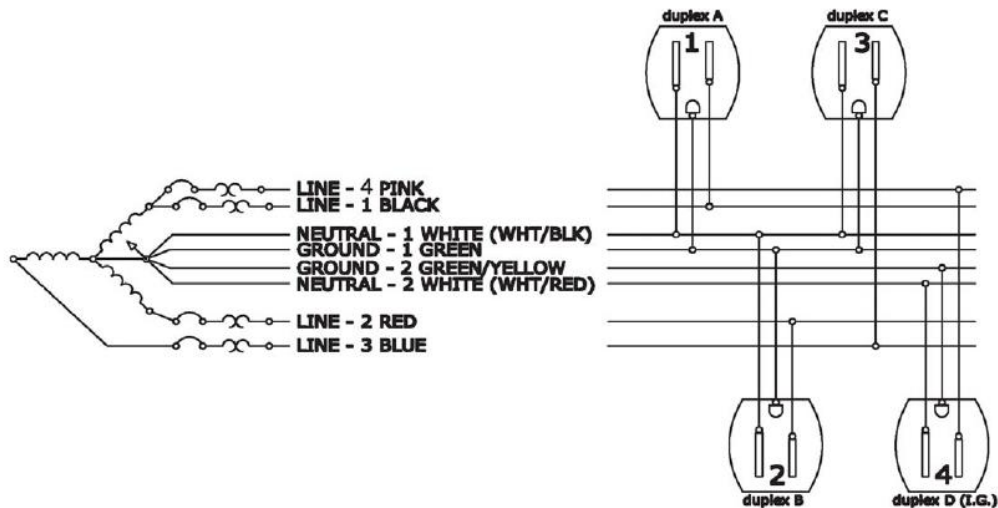 duplex A
1
duplex C
3
LINE - 4 PINK
LINE - 1 BLACK
NEUTRAL - 1 WHITE (WHT/BLK)
GROUND - 1 GREEN
GROUND - 2 GREEN/YELLOW
NEUTRAL - 2 WHITE (WHT/RED)
LINE - 2 RED
LINE - 3 BLUE
2
duplex B
4
duplex D (I.G.)